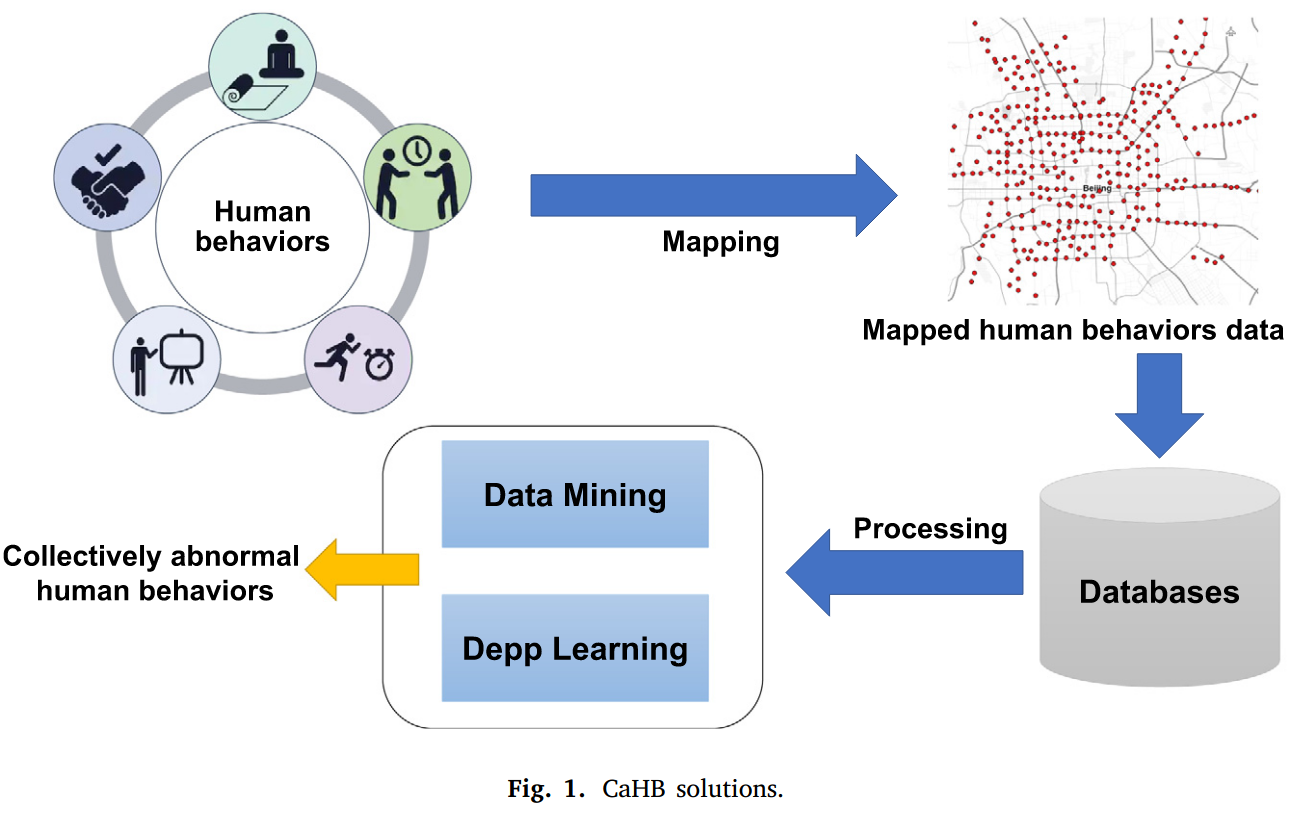 Human
behaviors
Mapping
Beijing
Mapped human behaviors data
Databases
Processing
Data Mining
Depp Learning
Collectively abnormal
human behaviors
Fig. 1. CaHB solutions.